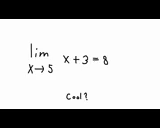 lim x + 3 = 8
x → 5
Cool?